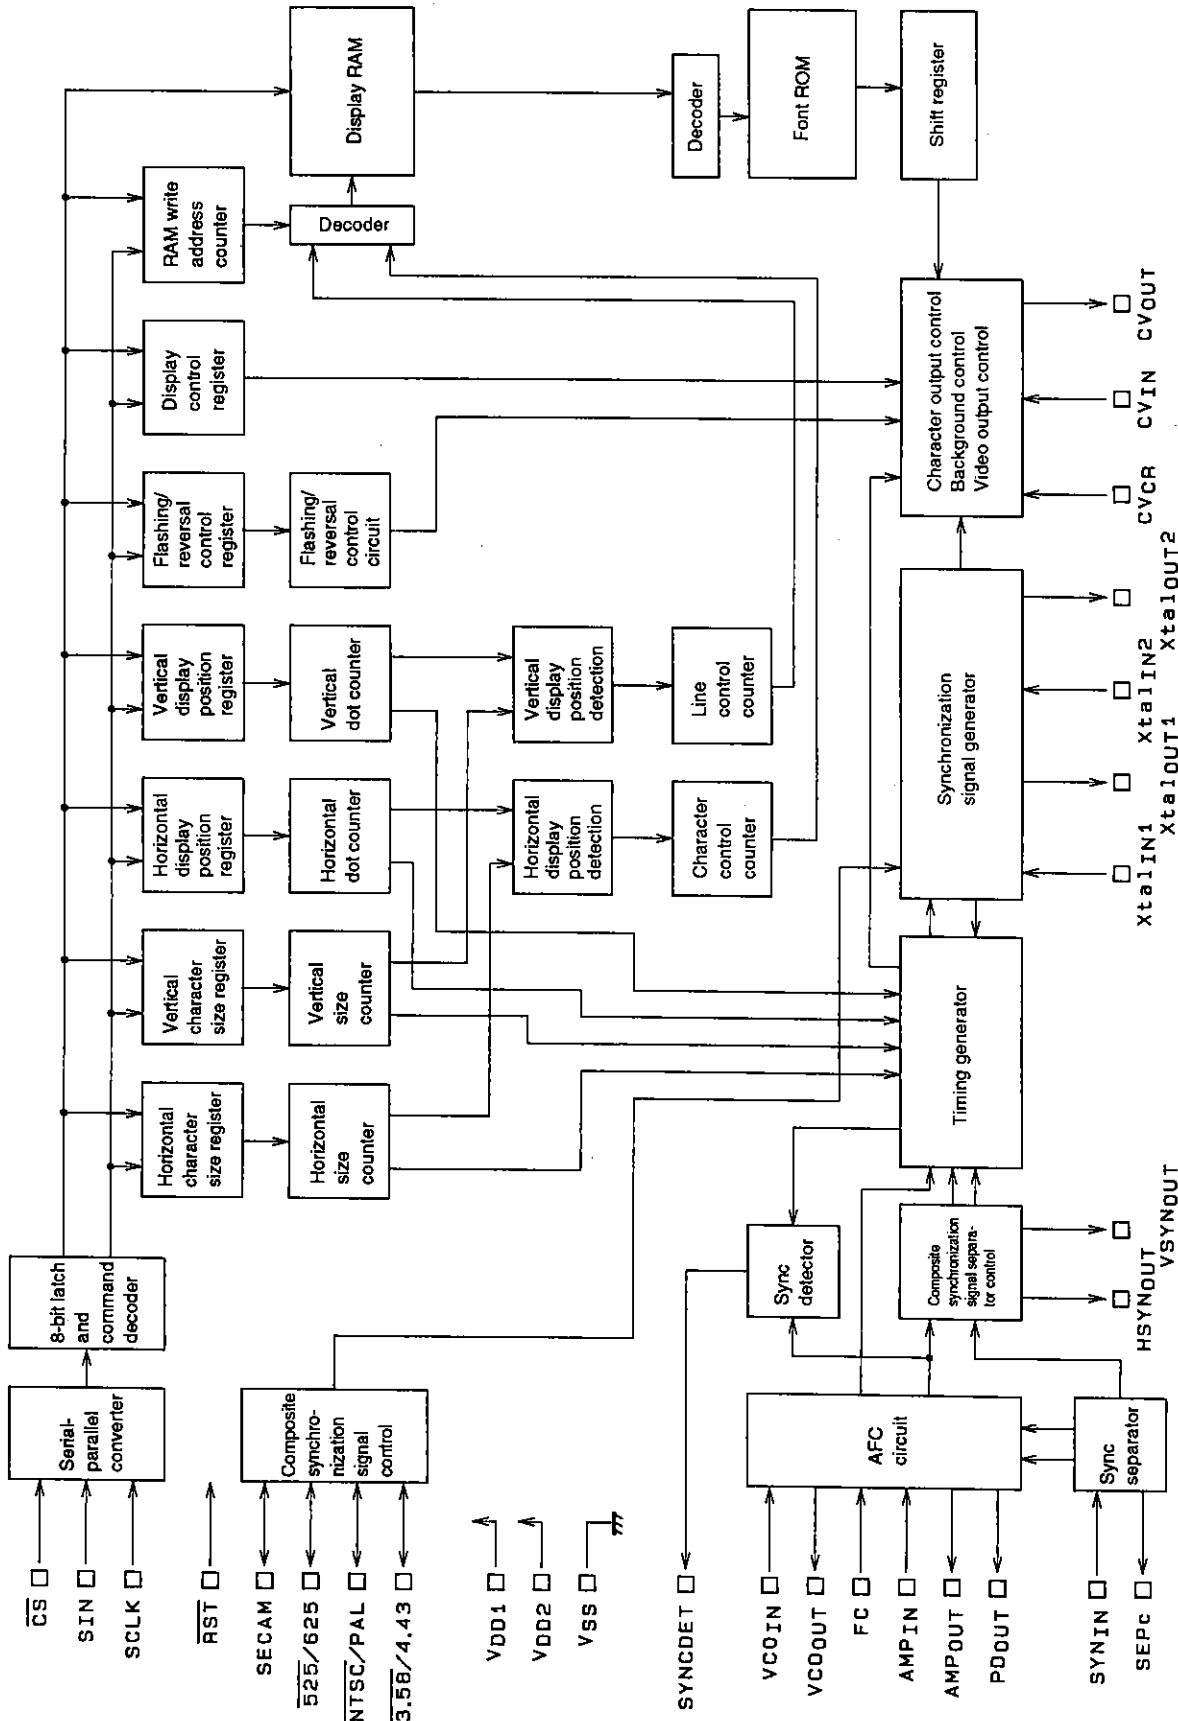 CS
SIN
SCLK
RST
SECAM
525/625
NTSC/PAL
3.58/4.43
VDD1
VDD2
VSS
SYNCDET
VCOIN
VCOOUT
FC
AMPIN
AMPOUT
PDOUT
SYNIN
SEPC
Serial-
parallel
converter
8-bit latch
and
command
decoder
Composite
synchro-
nization
signal
control
Horizontal
character
size register
Vertical
character
size register
Horizontal
display
position
register
Vertical
display
position
register
Flashing/
reversal
control
register
Display
control
register
RAM write
address
counter
Horizontal
size
counter
Vertical
size
counter
Horizontal
dot counter
Vertical
dot counter
Flashing/
reversal
control
circuit
Decoder
Display RAM
Horizontal
display
position
detection
Vertical
display
position
detection
Character
control
counter
Line
control
counter
Decoder
Font ROM
Shift register
Sync
detector
AFC
circuit
Sync
separator
Composite
synchronization
signal separa-
tor control
Timing generator
Synchronization
signal generator
Character output control
Background control
Video output control
HSYNOUT
VSYNOUT
XtalIN1
XtalOUT1
XtalIN2
XtalOUT2
CVCR
CVIN
CVOUT